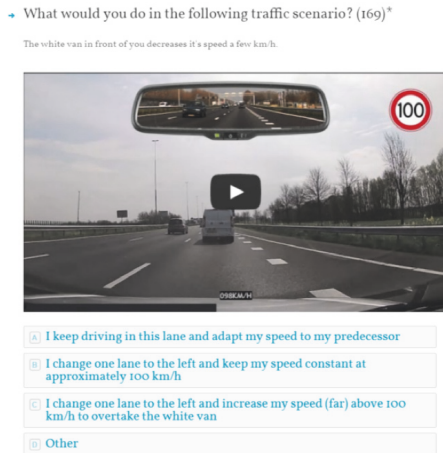 What would you do in the following traffic scenario? (169)*
The white van in front of you decreases it's speed a few km/h.
100
098KM/H
A I keep driving in this lane and adapt my speed to my predecessor
B I change one lane to the left and keep my speed constant at
approximately 100 km/h
C I change one lane to the left and increase my speed (far) above 100
km/h to overtake the white van
D Other